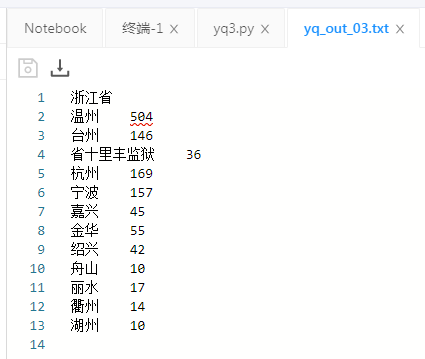 Notebook 终端-1 × yq3.py × yq_out_03.txt ×
1 浙江省
2 温州 504
3 台州 146
4 省十里丰监狱 36
5 杭州 169
6 宁波 157
7 嘉兴 45
8 金华 55
9 绍兴 42
10 舟山 10
11 丽水 17
12 衢州 14
13 湖州 10
14